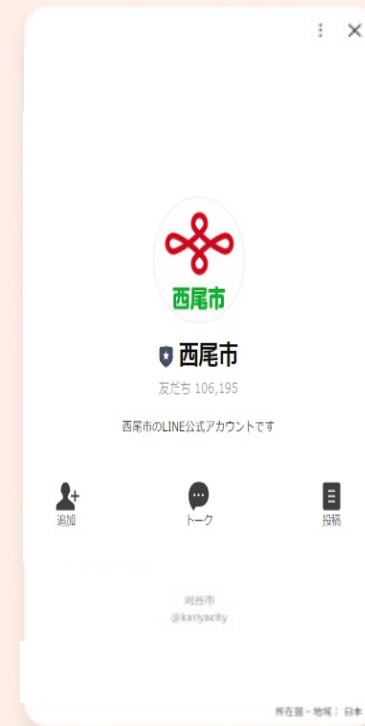 西尾市
西尾市
友だち 106,195
西尾市のLINE公式アカウントです
追加
トーク
投稿
刈谷市
@kariyacity
所在国・地域： 日本